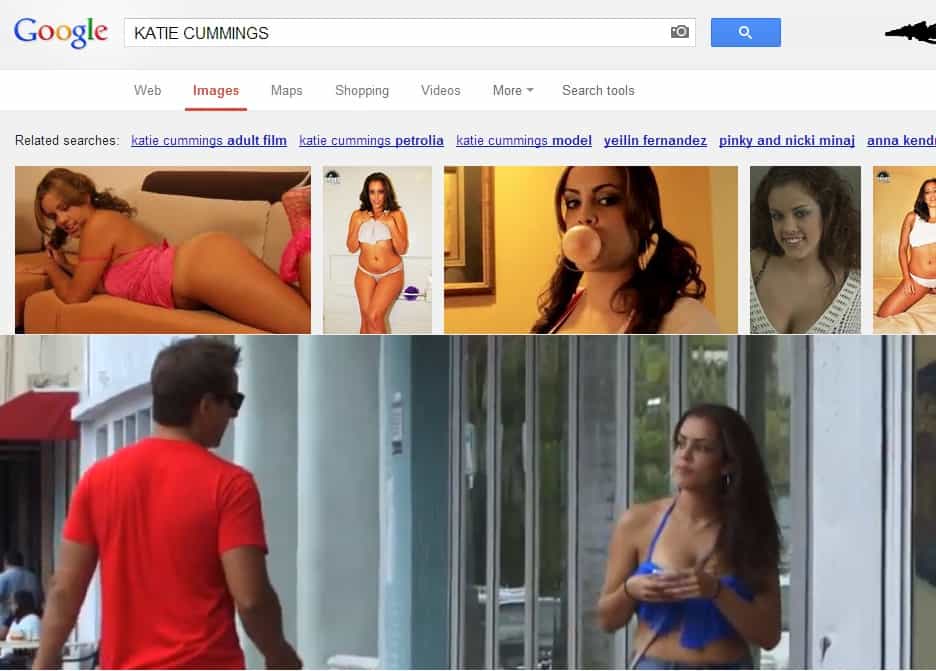 Google KATIE CUMMINGS
Web Images Maps Shopping Videos More Search tools
Related searches: katie cummings adult film katie cummings petrolia katie cummings model yeilin fernandez pinky and nicki minaj anna kendr